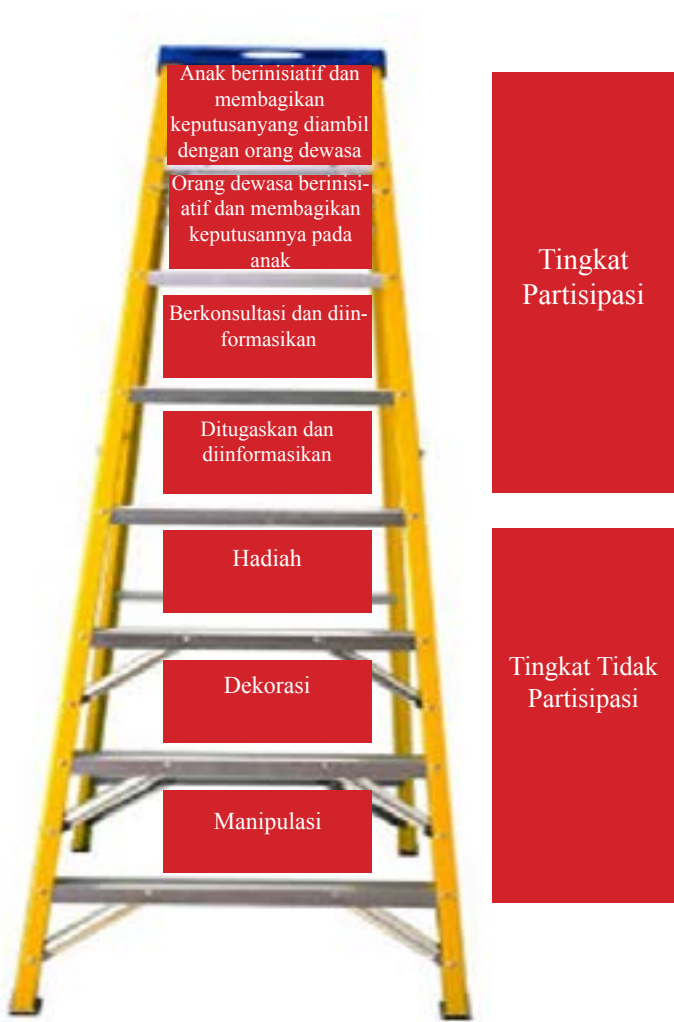 Anak berinisiatif dan
membagikan
keputusanyang diambil
dengan orang dewasa
Orang dewasa berinisi-
atif dan membagikan
keputusannya pada
anak
Berkonsultasi dan diin-
formasikan
Ditugaskan dan
diinformasikan
Hadiah
Dekorasi
Manipulasi
Tingkat
Partisipasi
Tingkat Tidak
Partisipasi